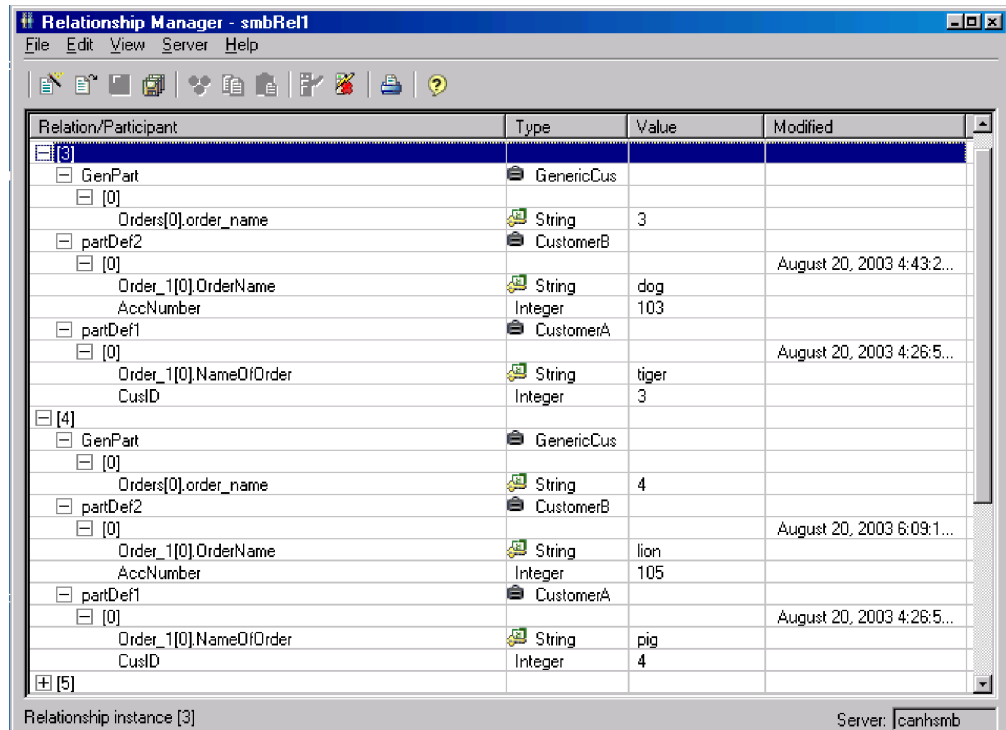 Relationship Manager - smbRel1
File Edit View Server Help
Relation/Participant Type Value Modified
[3]
GenPart GenericCus
[0]
Orders[0].order_name String 3
partDef2 CustomerB
[0] August 20, 2003 4:43:2...
Order_1[0].OrderName String dog
AccNumber Integer 103
partDef1 CustomerA
[0] August 20, 2003 4:26:5...
Order_1[0].NameOfOrder String tiger
CusID Integer 3
[4]
GenPart GenericCus
[0]
Orders[0].order_name String 4
partDef2 CustomerB
[0] August 20, 2003 6:09:1...
Order_1[0].OrderName String lion
AccNumber Integer 105
partDef1 CustomerA
[0] August 20, 2003 4:26:5...
Order_1[0].NameOfOrder String pig
CusID Integer 4
[5]
Relationship instance [3] Server: canhsmb